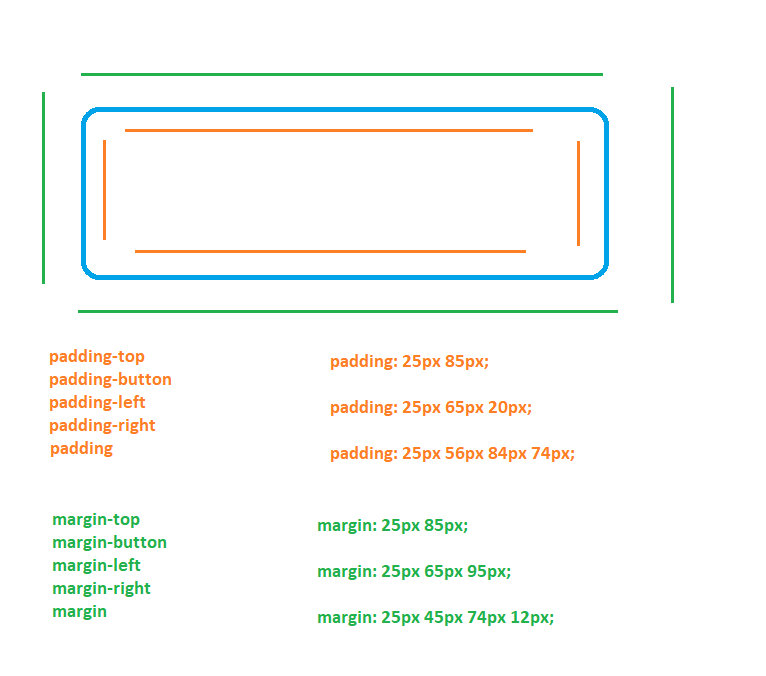 padding-top
padding-button
padding-left
padding-right
padding
padding: 25px 85px;
padding: 25px 65px 20px;
padding: 25px 56px 84px 74px;
margin-top
margin-button
margin-left
margin-right
margin
margin: 25px 85px;
margin: 25px 65px 95px;
margin: 25px 45px 74px 12px;